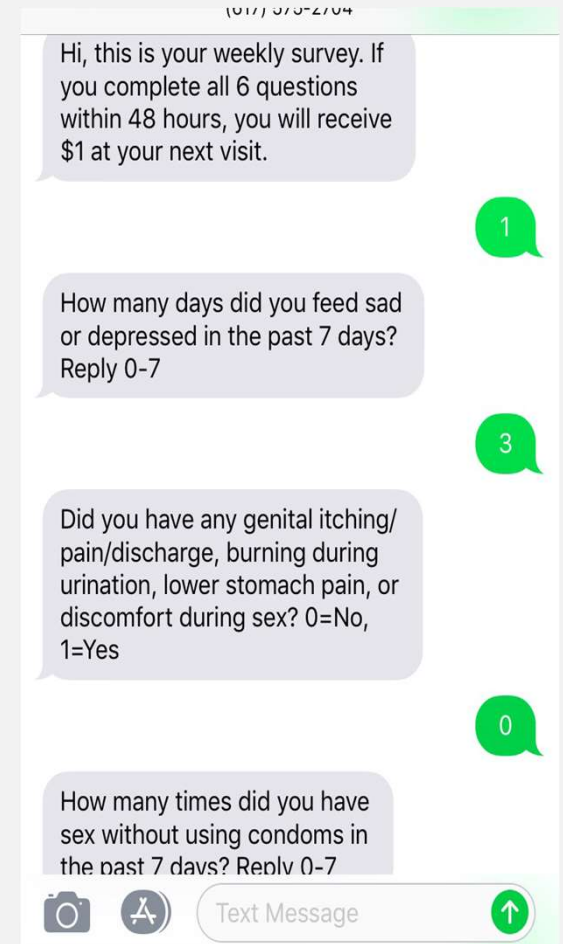 (617) 575-2704
Hi, this is your weekly survey. If
you complete all 6 questions
within 48 hours, you will receive
$1 at your next visit.
1
How many days did you feed sad
or depressed in the past 7 days?
Reply 0-7
3
Did you have any genital itching/
pain/discharge, burning during
urination, lower stomach pain, or
discomfort during sex? 0=No,
1=Yes
0
How many times did you have
sex without using condoms in
the past 7 days? Reply 0-7
Text Message